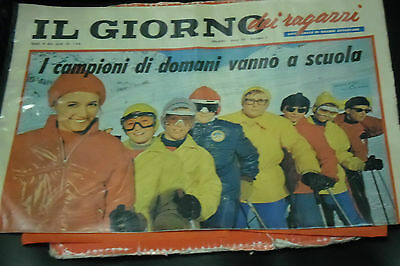 IL GIORNO dei ragazzi
I campioni di domani vanno a scuola